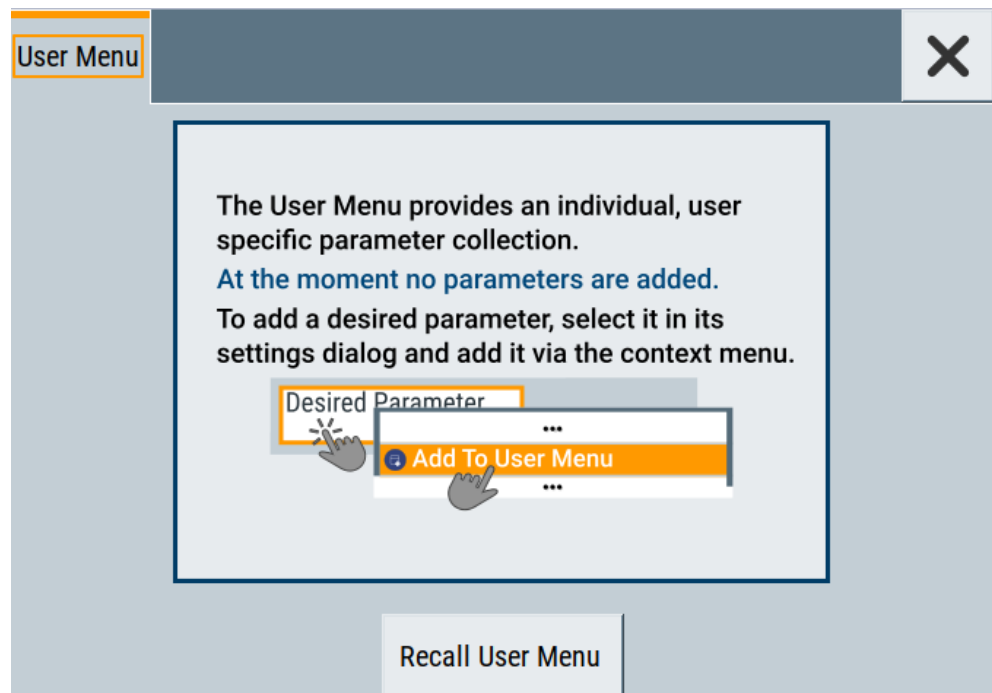 User Menu
The User Menu provides an individual, user
specific parameter collection.
At the moment no parameters are added.
To add a desired parameter, select it in its
settings dialog and add it via the context menu.
Desired Parameter
...
Add To User Menu
...
Recall User Menu